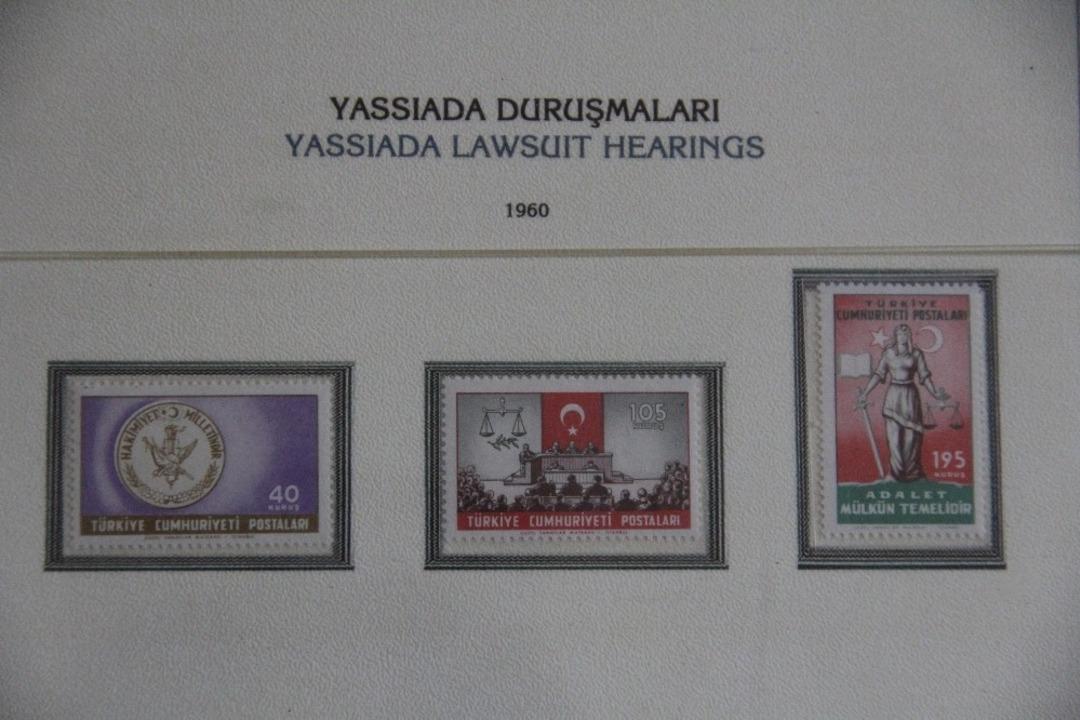 YASSIADA DURUŞMALARI
YASSIADA LAWSUIT HEARINGS
1960
HAKİMİYET MİLLETİNDİR
40
KURUŞ
TÜRKİYE CUMHURİYETİ POSTALARI
105
KURUŞ
TÜRKİYE CUMHURİYETİ POSTALARI
TÜRKİYE
CUMHURİYETİ POSTALARI
195
KURUŞ
ADALET
MÜLKÜN TEMELİDİR